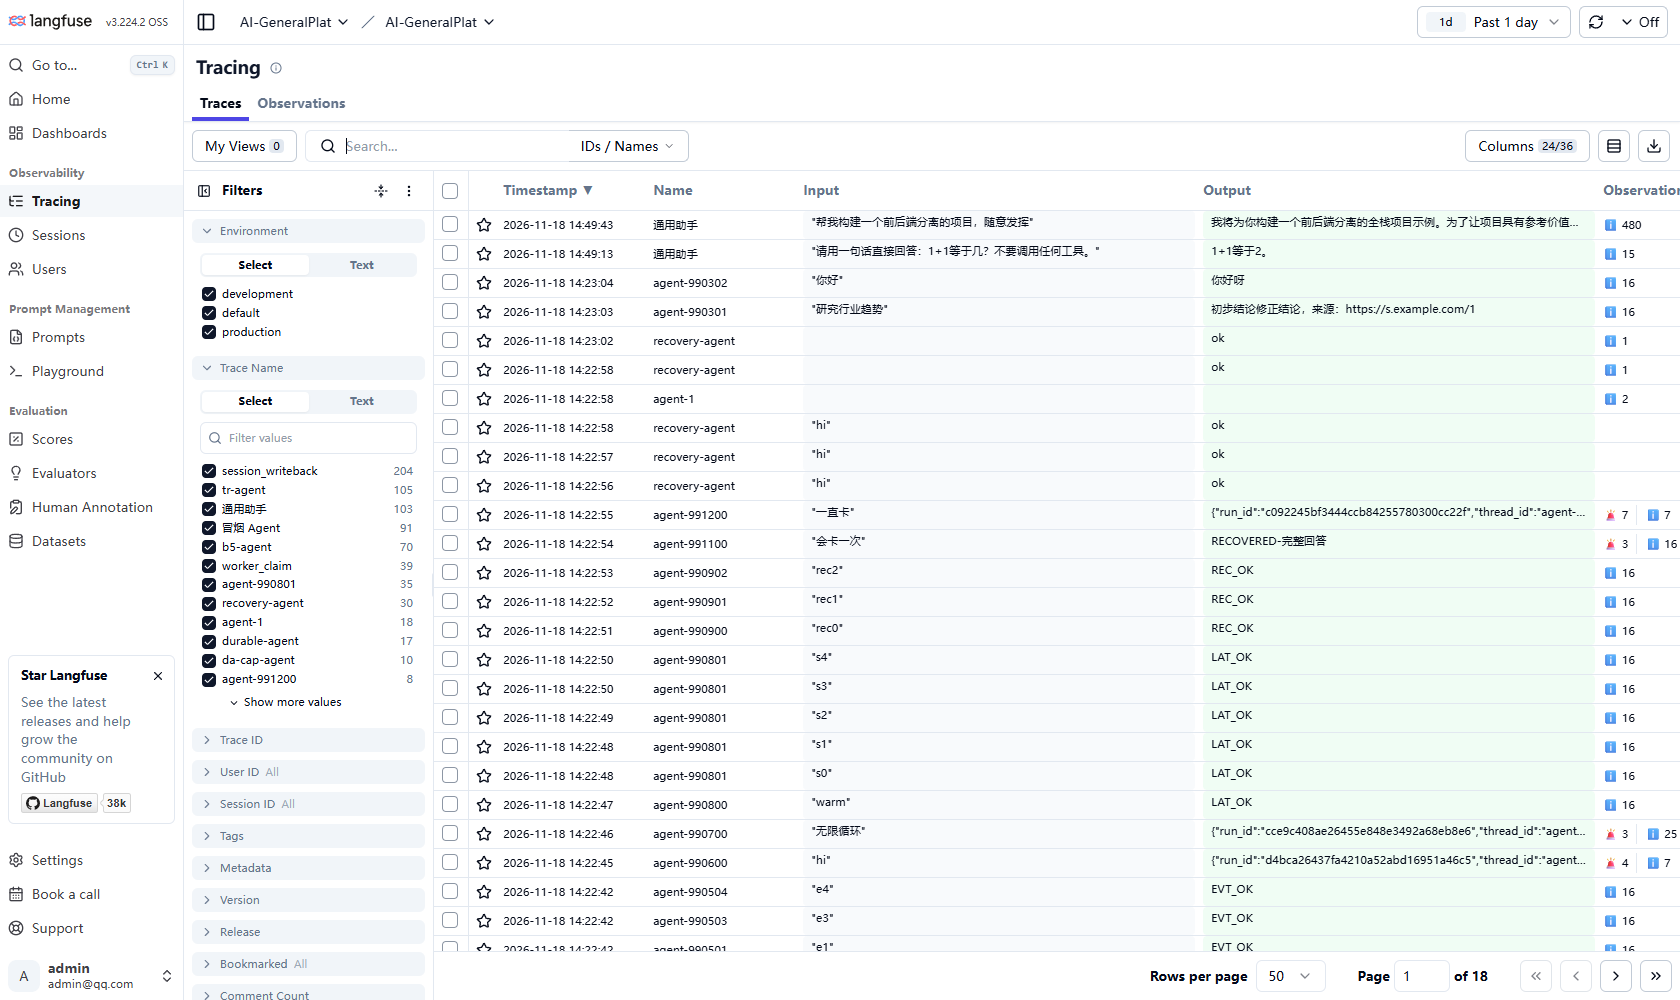 langfuse v3.224.2 OSS
AI-GeneralPlat / AI-GeneralPlat
1d Past 1 day
Off
Go to... Ctrl K
Home
Dashboards
Observability
Tracing
Sessions
Users
Prompt Management
Prompts
Playground
Evaluation
Scores
Evaluators
Human Annotation
Datasets
Star Langfuse
See the latest
releases and help
grow the
community on
GitHub
Langfuse 38k
Settings
Book a call
Support
A
admin
admin@qq.com
Tracing
Traces Observations
My Views 0
Search...
IDs / Names
Columns 24/36
Filters
Environment
Select Text
development
default
production
Trace Name
Select Text
Filter values
session_writeback 204
tr-agent 105
通用助手 103
冒烟 Agent 91
b5-agent 70
worker_claim 39
agent-990801 35
recovery-agent 30
agent-1 18
durable-agent 17
da-cap-agent 10
agent-991200 8
Show more values
Trace ID
User ID All
Session ID All
Tags
Metadata
Version
Release
Bookmarked All
Comment Count
Timestamp ▼ Name Input Output Observation
2026-11-18 14:49:43 通用助手 "帮我构建一个前后端分离的项目，随意发挥" 我将为你构建一个前后端分离的全栈项目示例。为了让项目具有参考价值... 480
2026-11-18 14:49:13 通用助手 "请用一句话直接回答：1+1等于几？不要调用任何工具。" 1+1等于2。 15
2026-11-18 14:23:04 agent-990302 "你好" 你好呀 16
2026-11-18 14:23:03 agent-990301 "研究行业趋势" 初步结论修正结论，来源：https://s.example.com/1 16
2026-11-18 14:23:02 recovery-agent ok 1
2026-11-18 14:22:58 recovery-agent ok 1
2026-11-18 14:22:58 agent-1 2
2026-11-18 14:22:58 recovery-agent "hi" ok
2026-11-18 14:22:57 recovery-agent "hi" ok
2026-11-18 14:22:56 recovery-agent "hi" ok
2026-11-18 14:22:55 agent-991200 "一直卡" {"run_id":"c092245bf3444ccb84255780300cc22f","thread_id":"agent-... 7 7
2026-11-18 14:22:54 agent-991100 "会卡一次" RECOVERED-完整回答 3 16
2026-11-18 14:22:53 agent-990902 "rec2" REC_OK 16
2026-11-18 14:22:52 agent-990901 "rec1" REC_OK 16
2026-11-18 14:22:51 agent-990900 "rec0" REC_OK 16
2026-11-18 14:22:50 agent-990801 "s4" LAT_OK 16
2026-11-18 14:22:50 agent-990801 "s3" LAT_OK 16
2026-11-18 14:22:49 agent-990801 "s2" LAT_OK 16
2026-11-18 14:22:48 agent-990801 "s1" LAT_OK 16
2026-11-18 14:22:48 agent-990801 "s0" LAT_OK 16
2026-11-18 14:22:47 agent-990800 "warm" LAT_OK 16
2026-11-18 14:22:46 agent-990700 "无限循环" {"run_id":"cce9c408ae26455e848e3492a68eb8e6","thread_id":"agent... 3 25
2026-11-18 14:22:45 agent-990600 "hi" {"run_id":"d4bca26437fa4210a52abd16951a46c5","thread_id":"agent... 4 7
2026-11-18 14:22:42 agent-990504 "e4" EVT_OK 16
2026-11-18 14:22:42 agent-990503 "e3" EVT_OK 16
2026-11-18 14:22:42 agent-990501 "e1" EVT_OK 16
Rows per page 50 Page 1 of 18